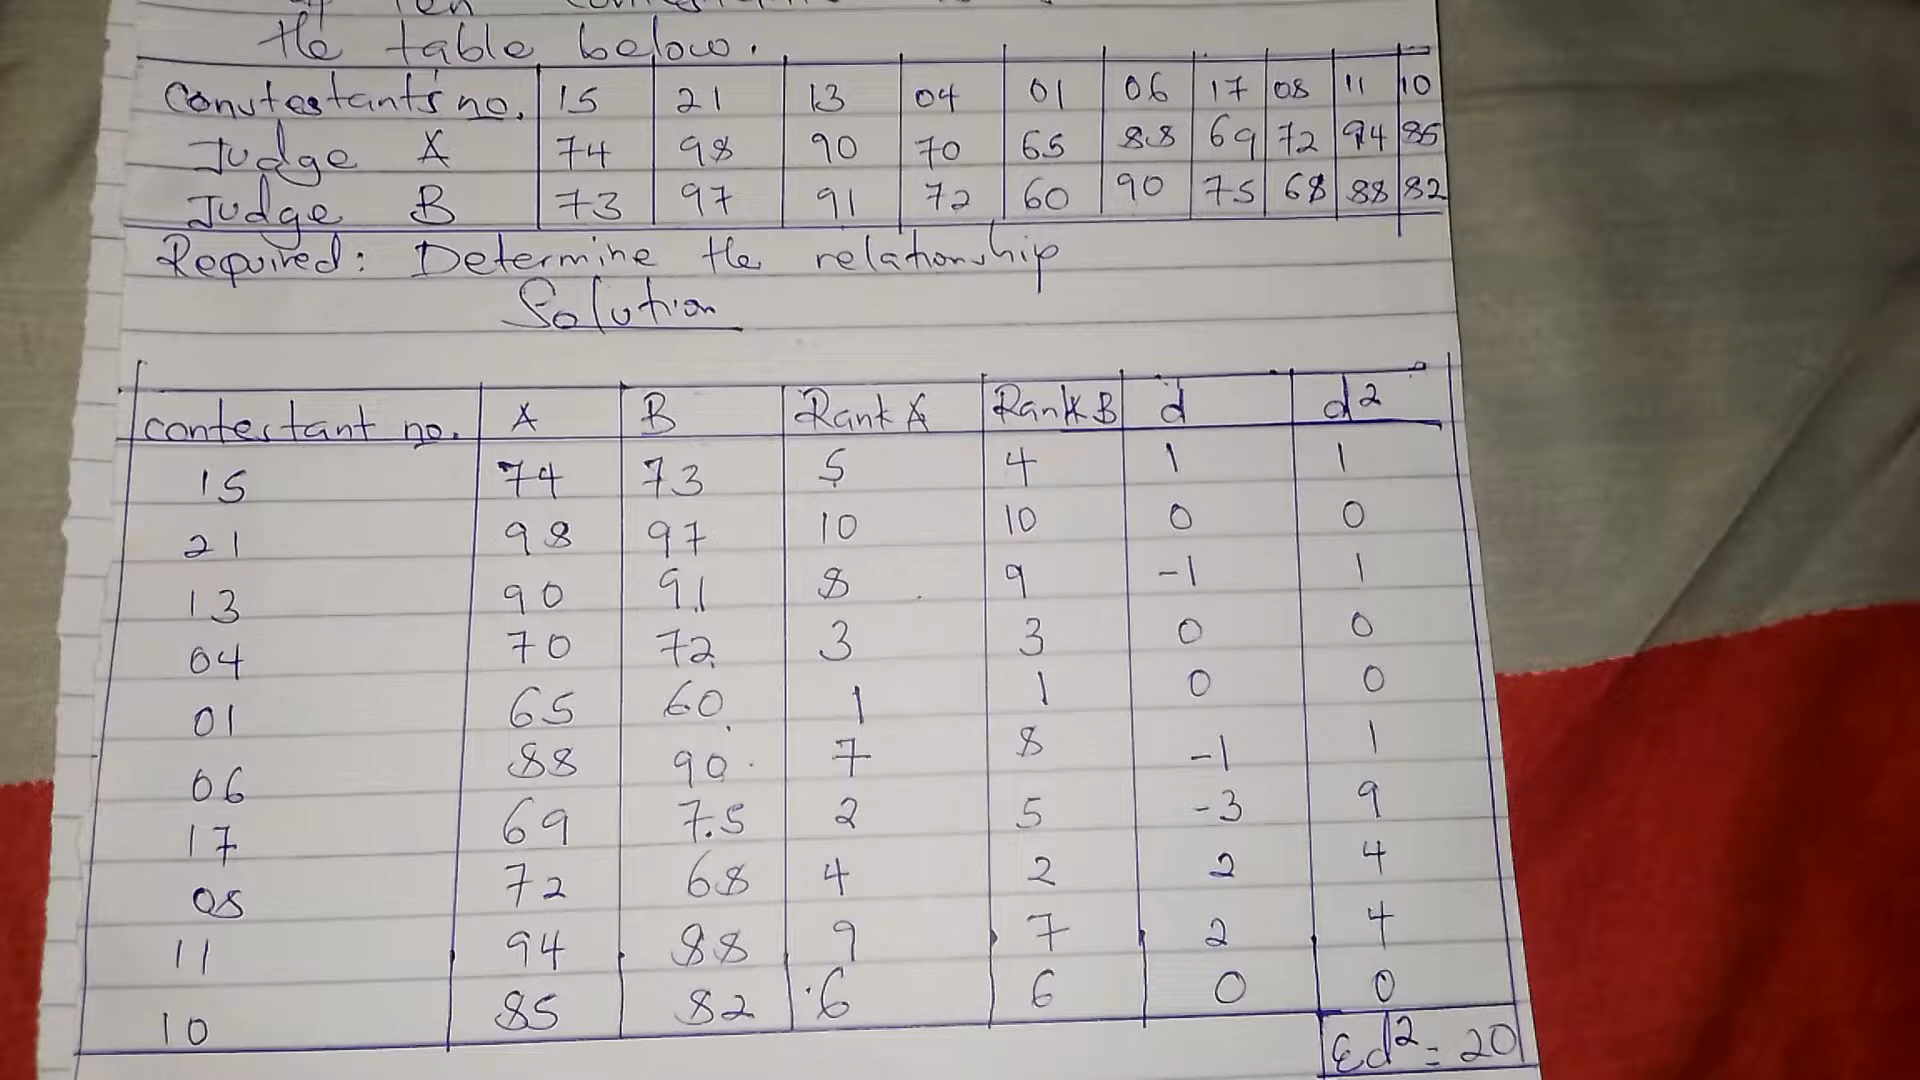 the table below.
Conutestant's no. 15 21 13 04 01 06 17 08 11 10
Judge A 74 98 90 70 65 8.8 69 72 94 85
Judge B 73 97 91 72 60 90 75 68 88 82
Required: Determine the relationship
Solution
contestant no. A B Rank A Rank B d d2
15 74 73 5 4 1 1
21 98 97 10 10 0 0
13 90 91 8 9 -1 1
04 70 72 3 3 0 0
01 65 60 1 1 0 0
06 88 90 7 8 -1 1
17 69 7.5 2 5 -3 9
08 72 68 4 2 2 4
11 94 88 9 7 2 4
10 85 82 6 6 0 0
Ɛd2 = 20